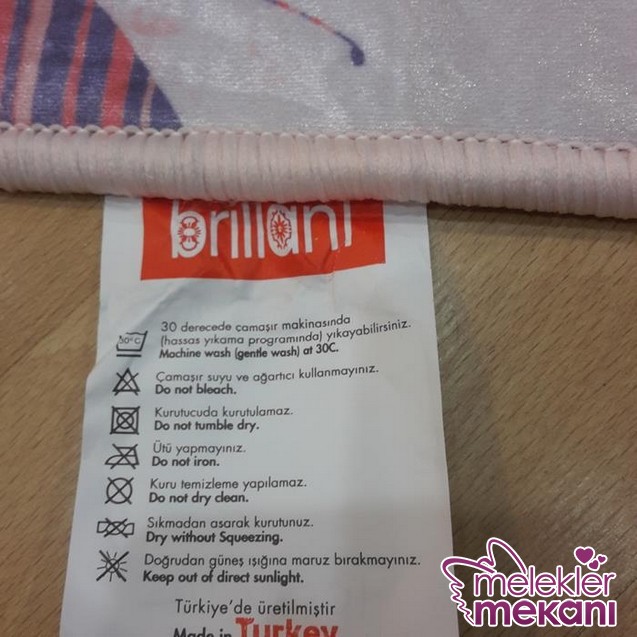 brillant
30 derecede çamaşır makinasında
(hassas yıkama programında) yıkayabilirsiniz.
30°C
Machine wash (gentle wash) at 30C.
Çamaşır suyu ve ağartıcı kullanmayınız.
Do not bleach.
Kurutucuda kurutulamaz.
Do not tumble dry.
Ütü yapmayınız.
Do not iron.
Kuru temizleme yapılamaz.
Do not dry clean.
Sıkmadan asarak kurutunuz.
Dry without Squeezing.
Doğrudan güneş ışığına maruz bırakmayınız.
Keep out of direct sunlight.
Türkiye'de üretilmiştir
Made in Turkey
melekler
mekanı